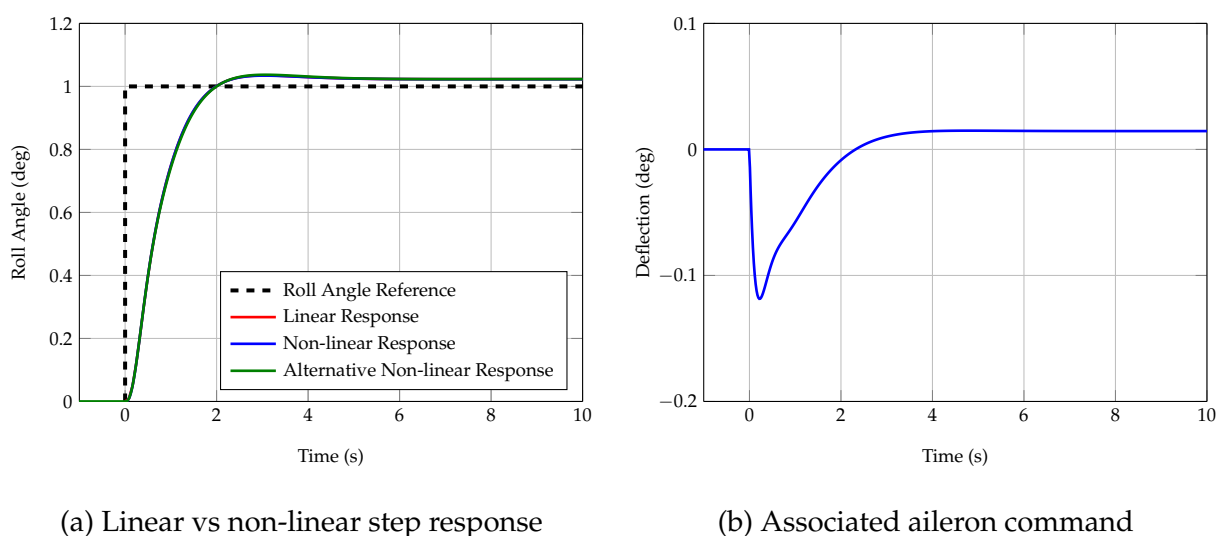 1.2
1
0.8
0.6
0.4
0.2
0
Roll Angle (deg)
Roll Angle Reference
Linear Response
Non-linear Response
Alternative Non-linear Response
0 2 4 6 8 10
Time (s)
(a) Linear vs non-linear step response
0.1
0
−0.1
−0.2
Deflection (deg)
0 2 4 6 8 10
Time (s)
(b) Associated aileron command